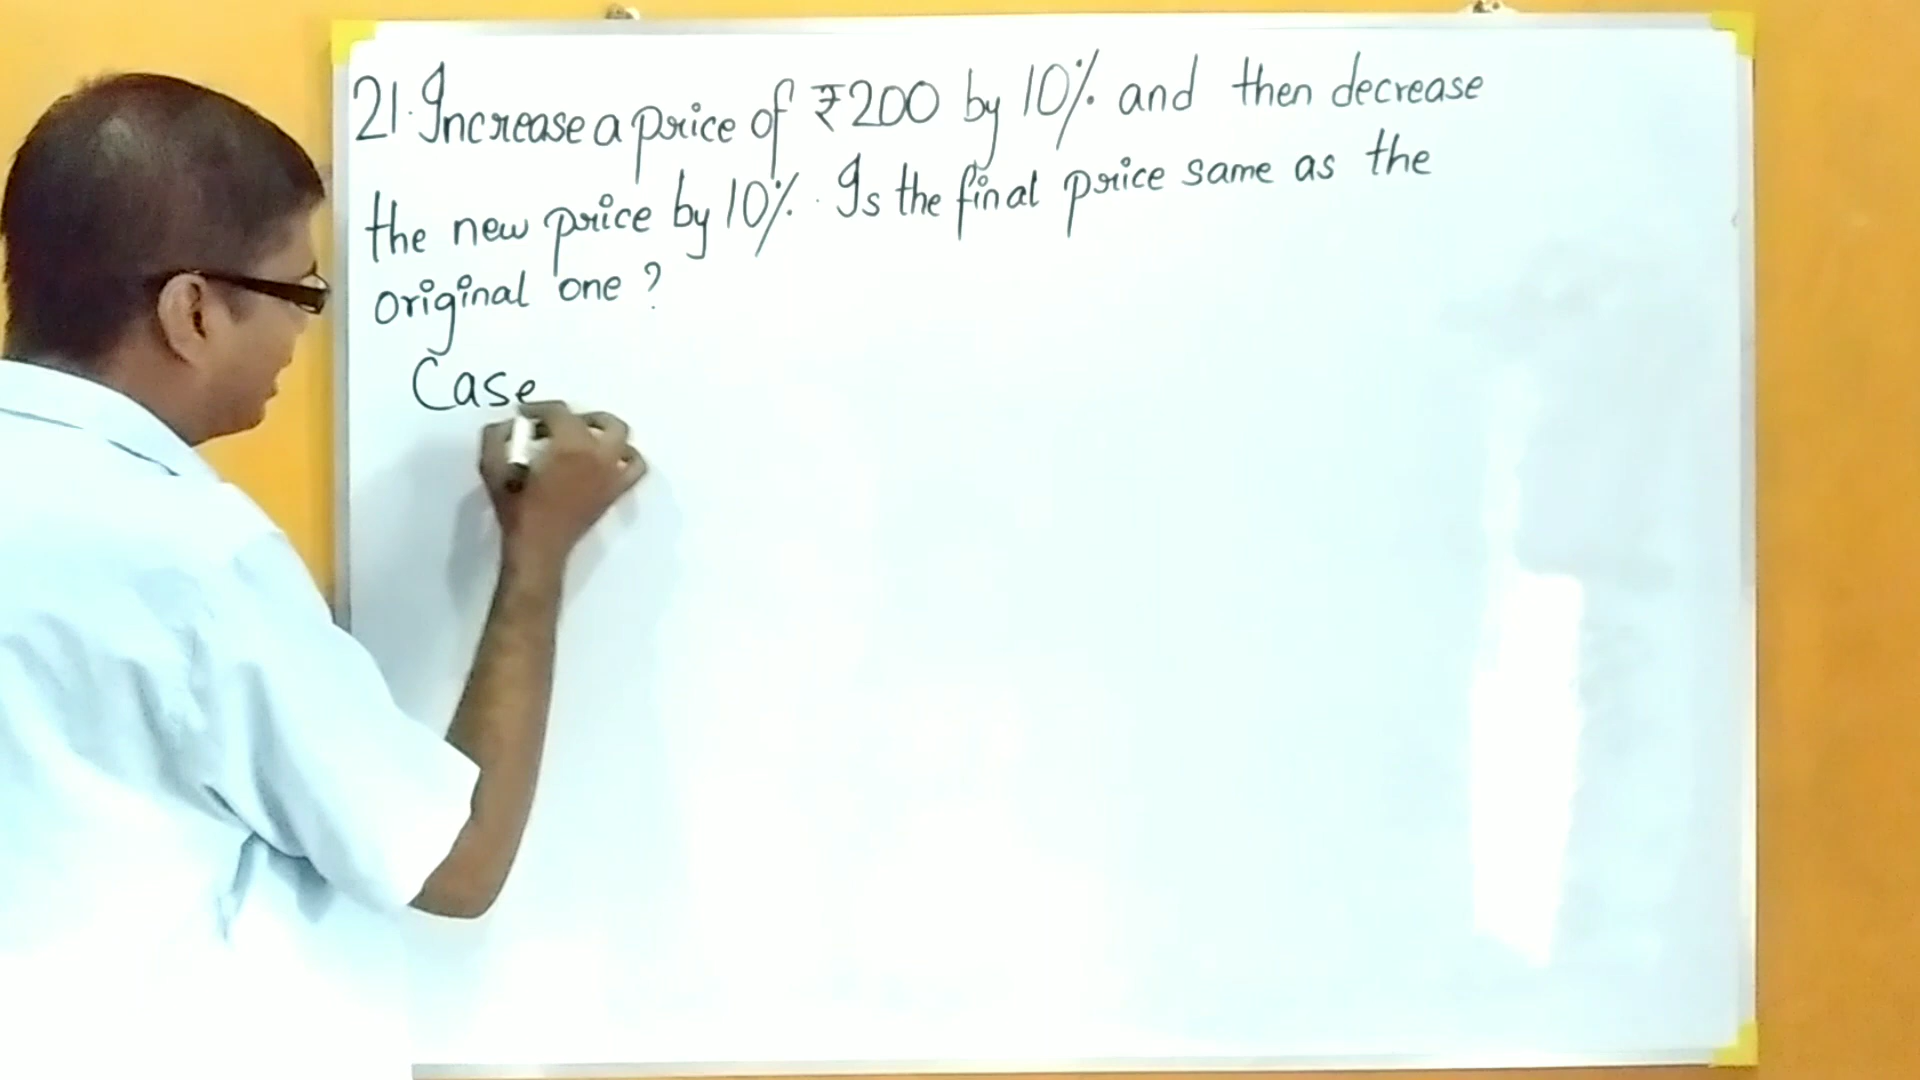 21. Increase a price of ₹200 by 10% and then decrease
the new price by 10%. Is the final price same as the
original one ?
Case